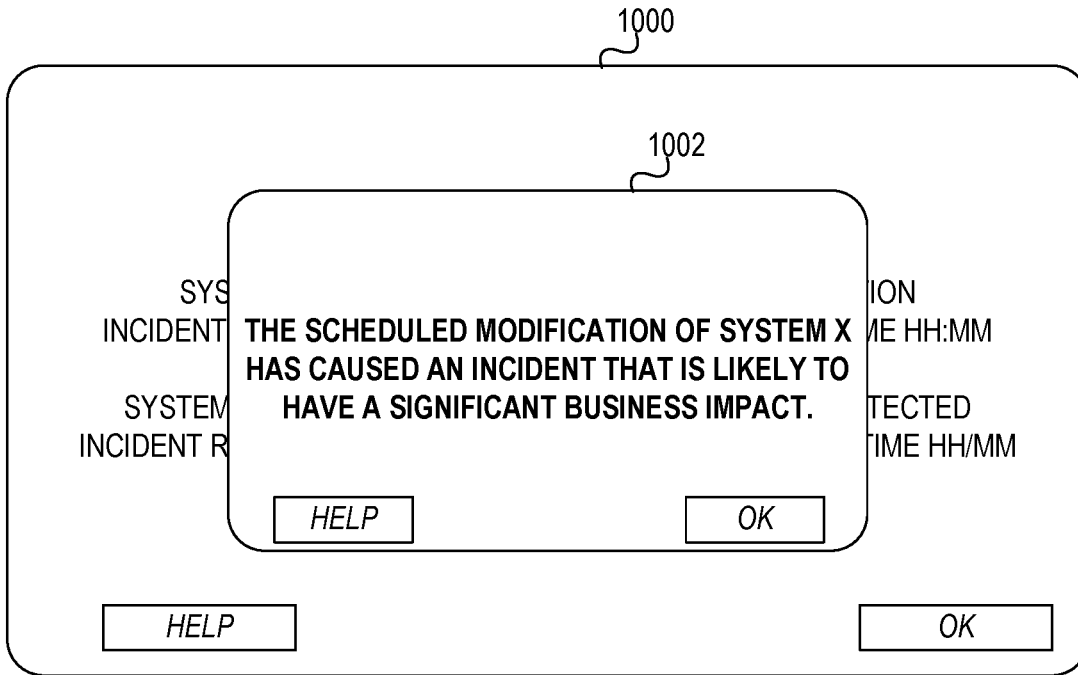 1000
1002
SYS
ION
INCIDENT
ME HH:MM
THE SCHEDULED MODIFICATION OF SYSTEM X
HAS CAUSED AN INCIDENT THAT IS LIKELY TO
HAVE A SIGNIFICANT BUSINESS IMPACT.
SYSTEM
TECTED
INCIDENT R
TIME HH/MM
HELP
OK
HELP
OK